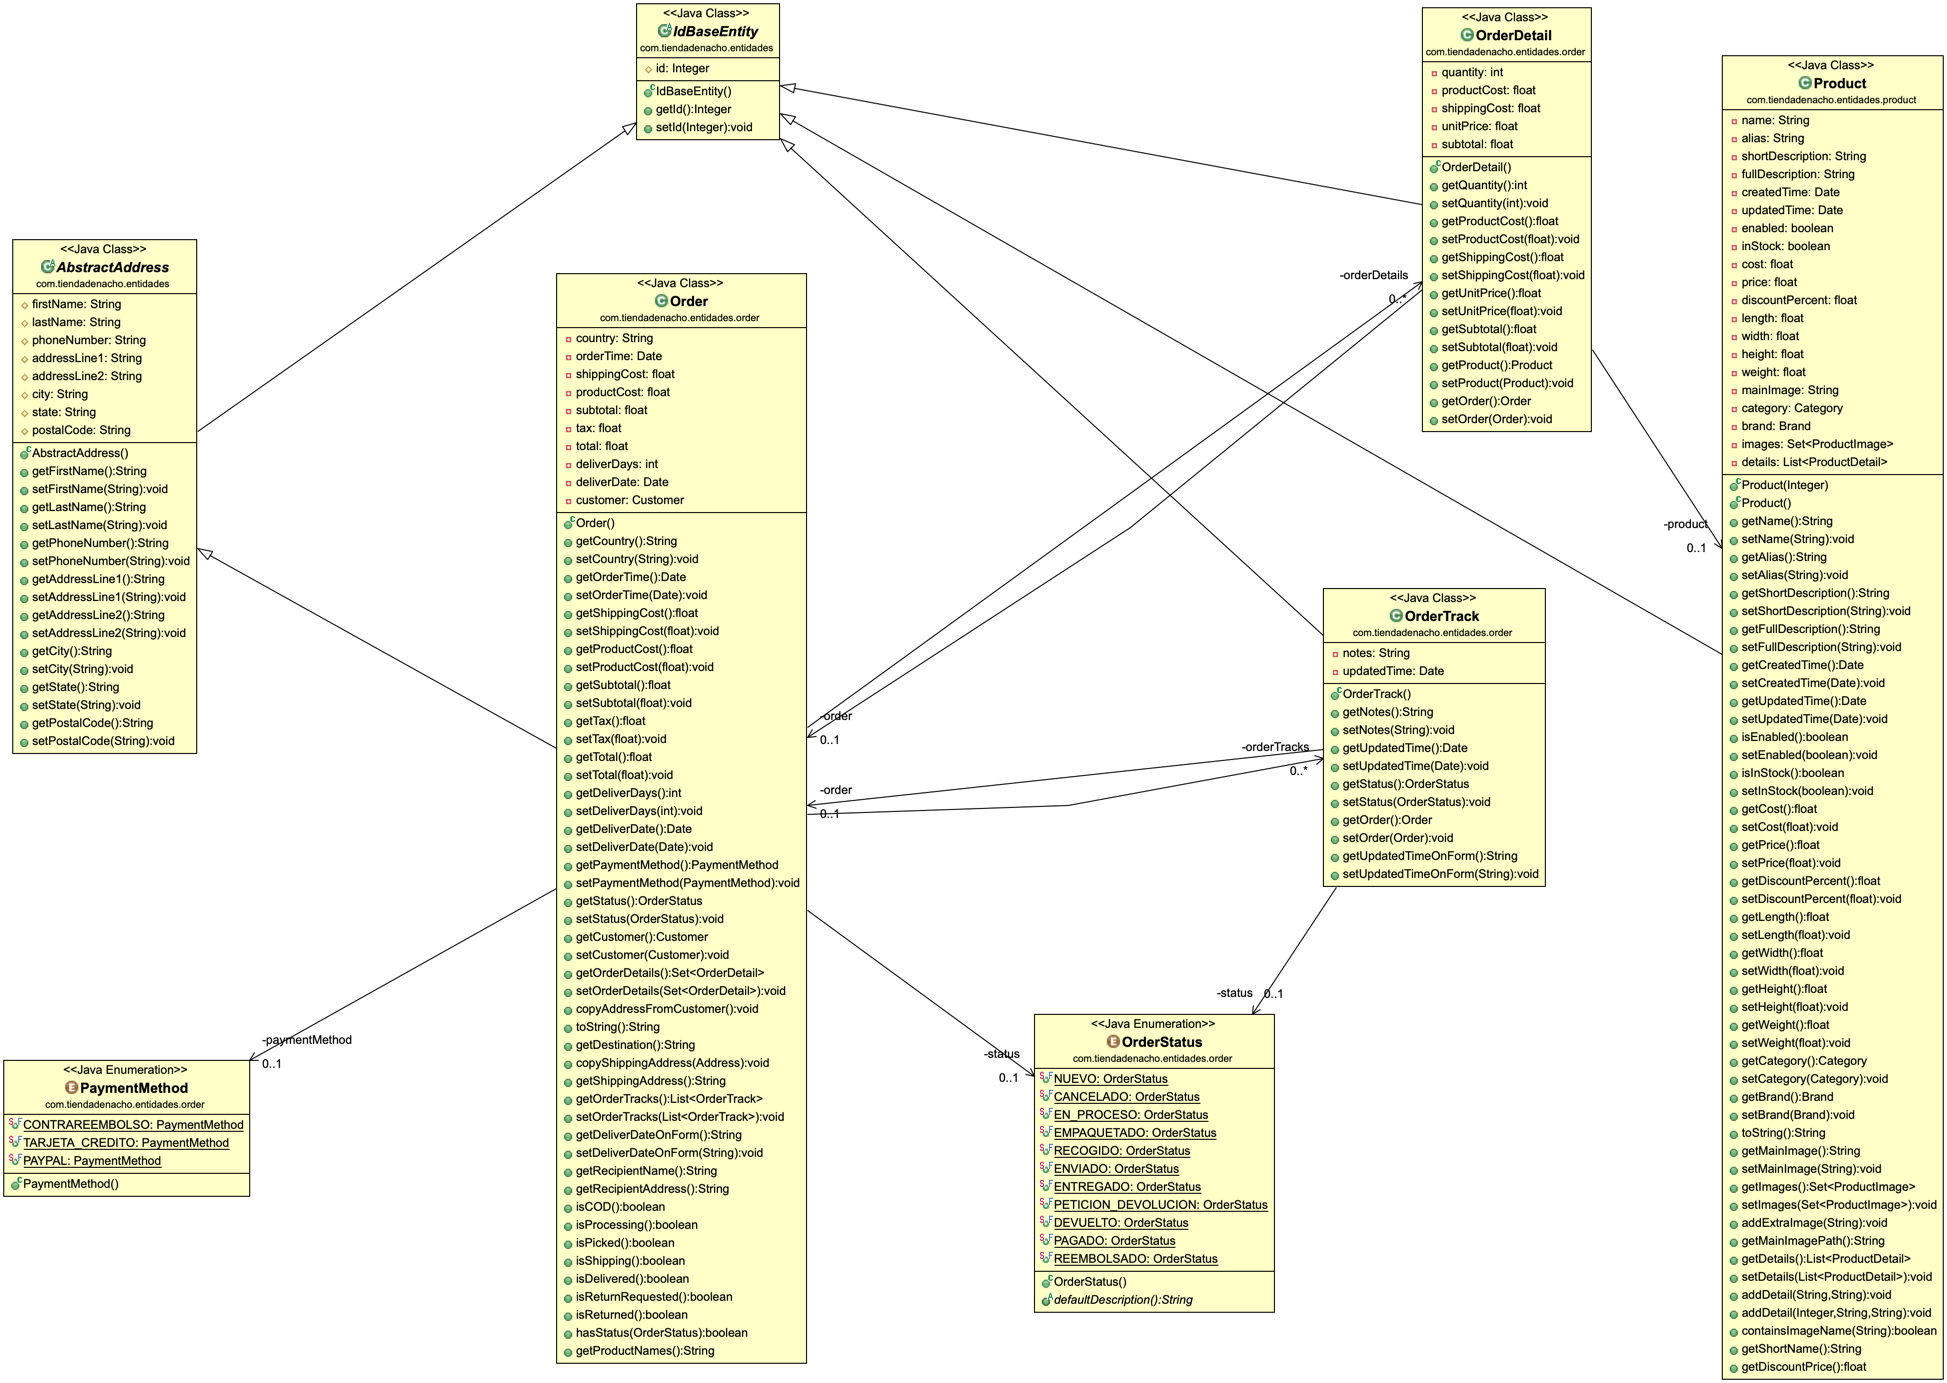 <<Java Class>>
IdBaseEntity
com.tiendadenacho.entidades
id: Integer
IdBaseEntity()
getId():Integer
setId(Integer):void
<<Java Class>>
OrderDetail
com.tiendadenacho.entidades.order
quantity: int
productCost: float
shippingCost: float
unitPrice: float
subtotal: float
OrderDetail()
getQuantity():int
setQuantity(int):void
getProductCost():float
setProductCost(float):void
getShippingCost():float
setShippingCost(float):void
getUnitPrice():float
setUnitPrice(float):void
getSubtotal():float
setSubtotal(float):void
getProduct():Product
setProduct(Product):void
getOrder():Order
setOrder(Order):void
<<Java Class>>
Product
com.tiendadenacho.entidades.product
name: String
alias: String
shortDescription: String
fullDescription: String
createdTime: Date
updatedTime: Date
enabled: boolean
inStock: boolean
cost: float
price: float
discountPercent: float
length: float
width: float
height: float
weight: float
mainImage: String
category: Category
brand: Brand
images: Set<ProductImage>
details: List<ProductDetail>
Product(Integer)
Product()
getName():String
setName(String):void
getAlias():String
setAlias(String):void
getShortDescription():String
setShortDescription(String):void
getFullDescription():String
setFullDescription(String):void
getCreatedTime():Date
setCreatedTime(Date):void
getUpdatedTime():Date
setUpdatedTime(Date):void
isEnabled():boolean
setEnabled(boolean):void
isInStock():boolean
setInStock(boolean):void
getCost():float
setCost(float):void
getPrice():float
setPrice(float):void
getDiscountPercent():float
setDiscountPercent(float):void
getLength():float
setLength(float):void
getWidth():float
setWidth(float):void
getHeight():float
setHeight(float):void
getWeight():float
setWeight(float):void
getCategory():Category
setCategory(Category):void
getBrand():Brand
setBrand(Brand):void
toString():String
getMainImage():String
setMainImage(String):void
getImages():Set<ProductImage>
setImages(Set<ProductImage>):void
addExtraImage(String):void
getMainImagePath():String
getDetails():List<ProductDetail>
setDetails(List<ProductDetail>):void
addDetail(String,String):void
addDetail(Integer,String,String):void
containsImageName(String):boolean
getShortName():String
getDiscountPrice():float
<<Java Class>>
AbstractAddress
com.tiendadenacho.entidades
firstName: String
lastName: String
phoneNumber: String
addressLine1: String
addressLine2: String
city: String
state: String
postalCode: String
AbstractAddress()
getFirstName():String
setFirstName(String):void
getLastName():String
setLastName(String):void
getPhoneNumber():String
setPhoneNumber(String):void
getAddressLine1():String
setAddressLine1(String):void
getAddressLine2():String
setAddressLine2(String):void
getCity():String
setCity(String):void
getState():String
setState(String):void
getPostalCode():String
setPostalCode(String):void
<<Java Class>>
Order
com.tiendadenacho.entidades.order
country: String
orderTime: Date
shippingCost: float
productCost: float
subtotal: float
tax: float
total: float
deliverDays: int
deliverDate: Date
customer: Customer
Order()
getCountry():String
setCountry(String):void
getOrderTime():Date
setOrderTime(Date):void
getShippingCost():float
setShippingCost(float):void
getProductCost():float
setProductCost(float):void
getSubtotal():float
setSubtotal(float):void
getTax():float
setTax(float):void
getTotal():float
setTotal(float):void
getDeliverDays():int
setDeliverDays(int):void
getDeliverDate():Date
setDeliverDate(Date):void
getPaymentMethod():PaymentMethod
setPaymentMethod(PaymentMethod):void
getStatus():OrderStatus
setStatus(OrderStatus):void
getCustomer():Customer
setCustomer(Customer):void
getOrderDetails():Set<OrderDetail>
setOrderDetails(Set<OrderDetail>):void
copyAddressFromCustomer():void
toString():String
getDestination():String
copyShippingAddress(Address):void
getShippingAddress():String
getOrderTracks():List<OrderTrack>
setOrderTracks(List<OrderTrack>):void
getDeliverDateOnForm():String
setDeliverDateOnForm(String):void
getRecipientName():String
getRecipientAddress():String
isCOD():boolean
isProcessing():boolean
isPicked():boolean
isShipping():boolean
isDelivered():boolean
isReturnRequested():boolean
isReturned():boolean
hasStatus(OrderStatus):boolean
getProductNames():String
-orderDetails
0..*
-product
0..1
-order
0..1
-orderTracks
0..*
-order
0..1
<<Java Class>>
OrderTrack
com.tiendadenacho.entidades.order
notes: String
updatedTime: Date
OrderTrack()
getNotes():String
setNotes(String):void
getUpdatedTime():Date
setUpdatedTime(Date):void
getStatus():OrderStatus
setStatus(OrderStatus):void
getOrder():Order
setOrder(Order):void
getUpdatedTimeOnForm():String
setUpdatedTimeOnForm(String):void
-status
0..1
-status
0..1
-paymentMethod
0..1
<<Java Enumeration>>
PaymentMethod
com.tiendadenacho.entidades.order
CONTRAREEMBOLSO: PaymentMethod
TARJETA_CREDITO: PaymentMethod
PAYPAL: PaymentMethod
PaymentMethod()
<<Java Enumeration>>
OrderStatus
com.tiendadenacho.entidades.order
NUEVO: OrderStatus
CANCELADO: OrderStatus
EN_PROCESO: OrderStatus
EMPAQUETADO: OrderStatus
RECOGIDO: OrderStatus
ENVIADO: OrderStatus
ENTREGADO: OrderStatus
PETICION_DEVOLUCION: OrderStatus
DEVUELTO: OrderStatus
PAGADO: OrderStatus
REEMBOLSADO: OrderStatus
OrderStatus()
defaultDescription():String